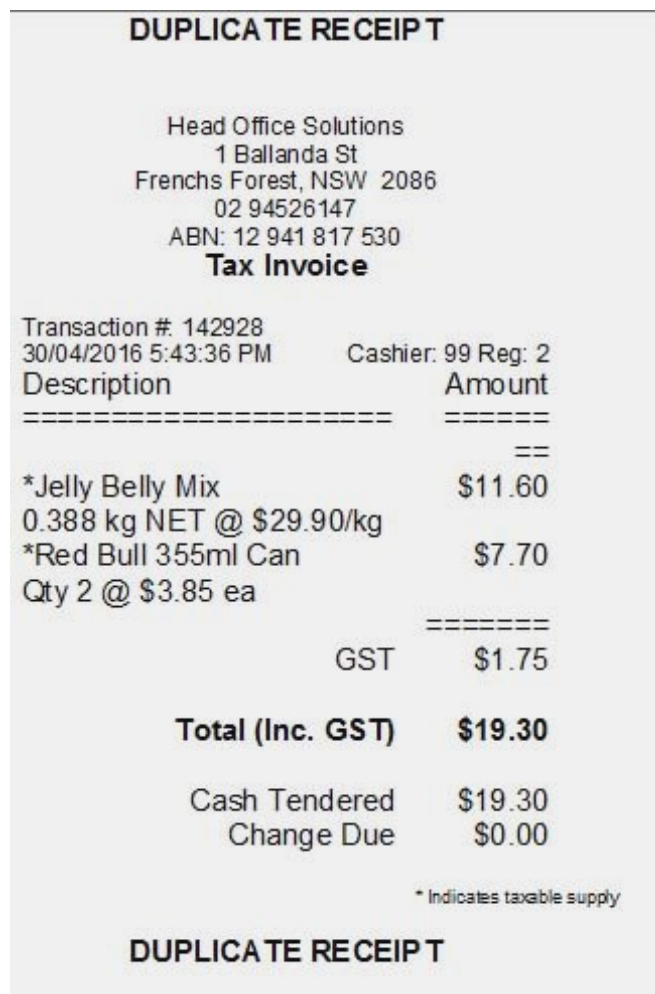 DUPLICATE RECEIPT
Head Office Solutions
1 Ballanda St
Frenchs Forest, NSW 2086
02 94526147
ABN: 12 941 817 530
Tax Invoice
Transaction #: 142928
30/04/2016 5:43:36 PM Cashier: 99 Reg: 2
Description Amount
===================== ======
==
*Jelly Belly Mix $11.60
0.388 kg NET @ $29.90/kg
*Red Bull 355ml Can $7.70
Qty 2 @ $3.85 ea
=======
GST $1.75
Total (Inc. GST) $19.30
Cash Tendered $19.30
Change Due $0.00
* Indicates taxable supply
DUPLICATE RECEIPT